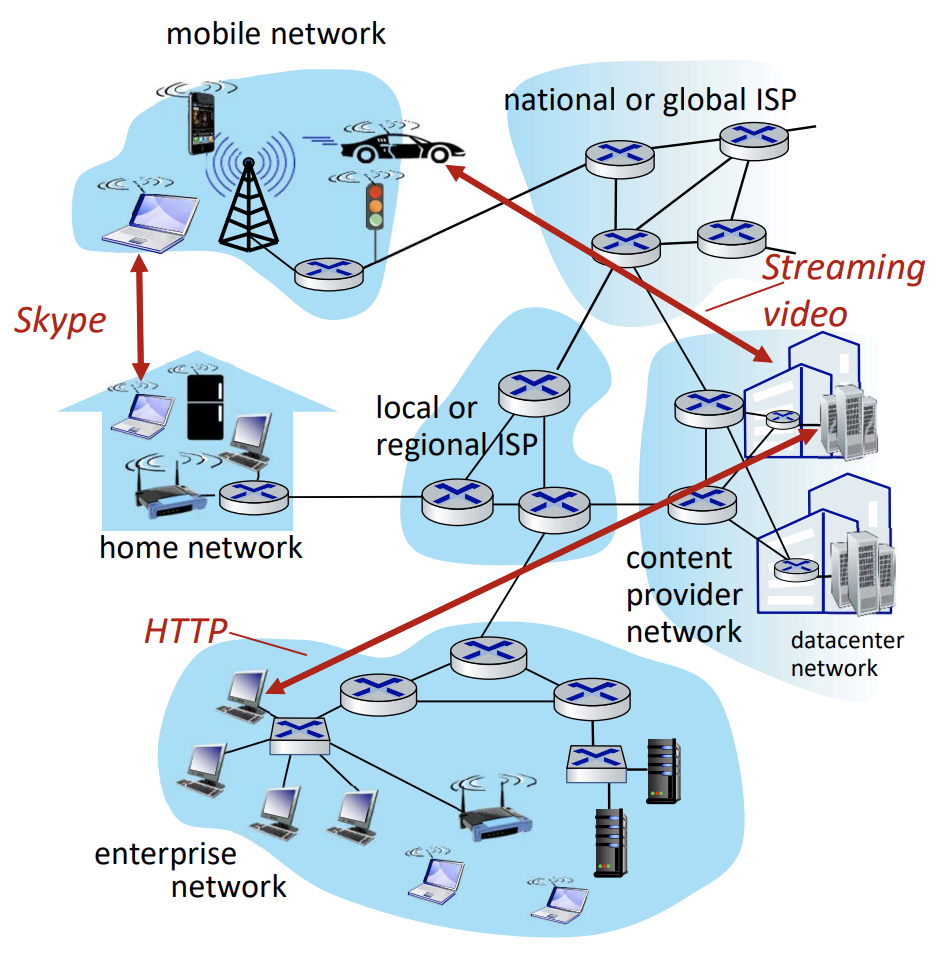 mobile network
national or global ISP
Streaming
video
Skype
local or
regional ISP
home network
content
provider
network
datacenter
network
HTTP
enterprise
network